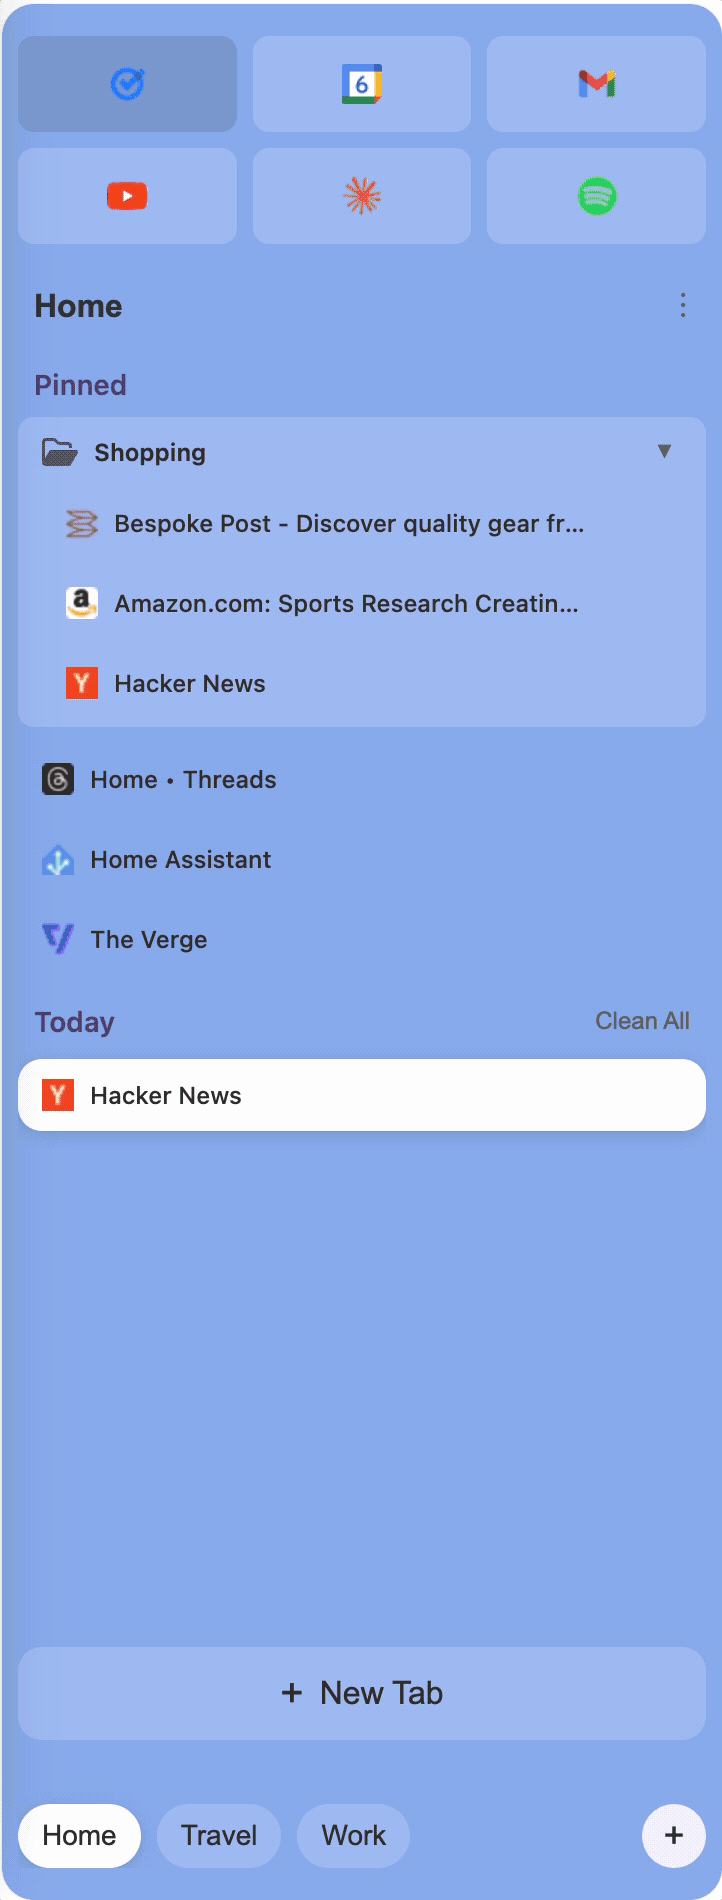 6
Home
Pinned
Shopping
Bespoke Post - Discover quality gear fr...
Amazon.com: Sports Research Creatin...
Hacker News
Home • Threads
Home Assistant
The Verge
Today
Clean All
Hacker News
+ New Tab
Home
Travel
Work
+